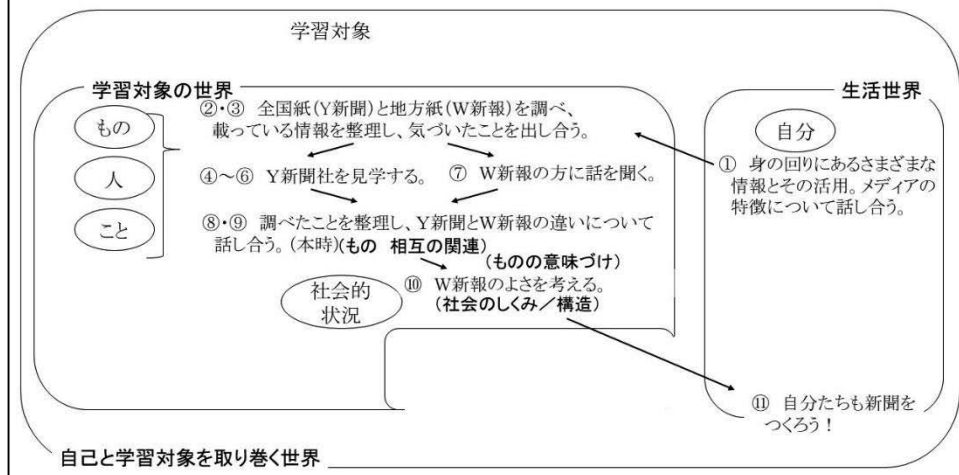 学習対象
学習対象の世界
生活世界
もの
人
こと
②・③ 全国紙(Y新聞)と地方紙(W新報)を調べ、
載っている情報を整理し、気づいたことを出し合う。
④～⑥ Y新聞社を見学する。
⑦ W新報の方に話を聞く。
⑧・⑨ 調べたことを整理し、Y新聞とW新報の違いについて
話し合う。(本時)(もの 相互の関連)
(ものの意味づけ)
社会的
状況
⑩ W新報のよさを考える。
(社会のしくみ／構造)
自分
① 身の回りにあるさまざまな
情報とその活用。メディアの
特徴について話し合う。
⑪ 自分たちも新聞を
つくろう！
自己と学習対象を取り巻く世界